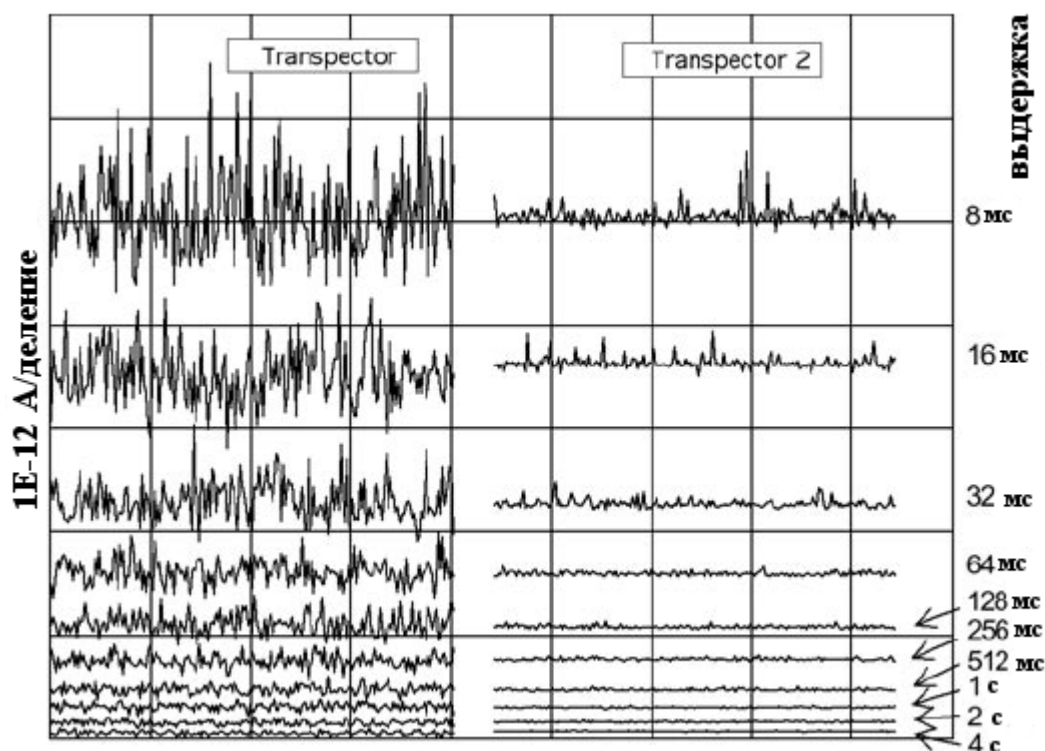 Transpector
Transpector 2
выдержка
1E-12 А/деление
8 мс
16 мс
32 мс
64 мс
128 мс
256 мс
512 мс
1 с
2 с
4 с